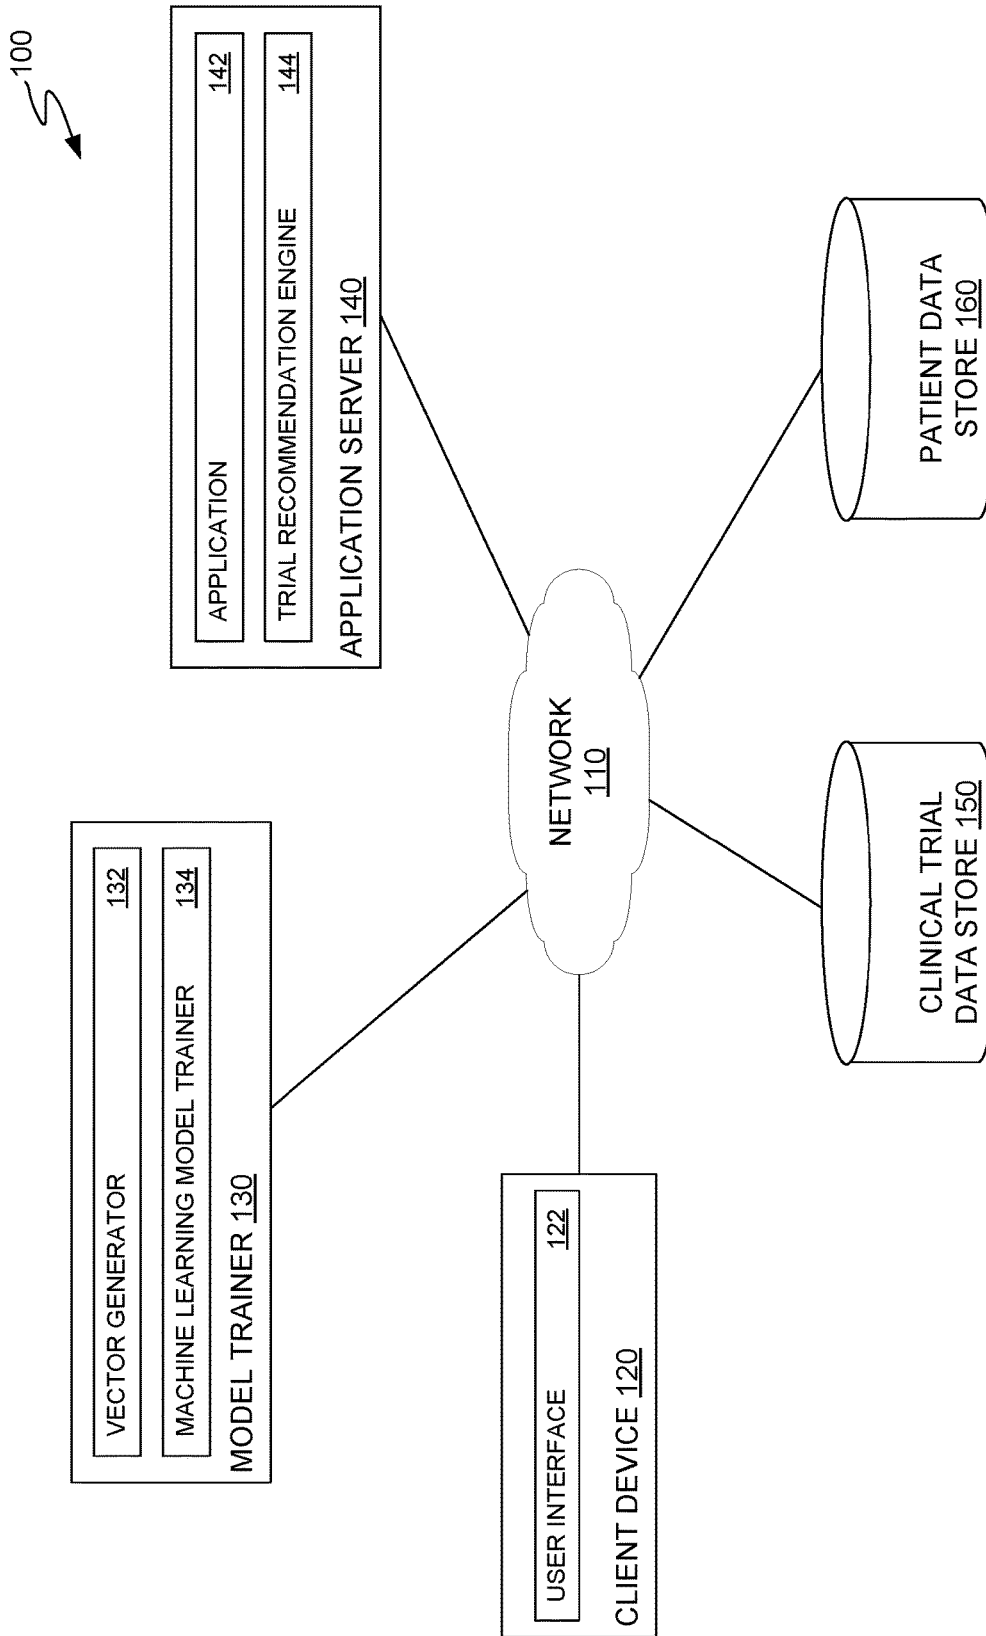 100
VECTOR GENERATOR 132
MACHINE LEARNING MODEL TRAINER 134
MODEL TRAINER 130
APPLICATION 142
TRIAL RECOMMENDATION ENGINE 144
APPLICATION SERVER 140
USER INTERFACE 122
CLIENT DEVICE 120
NETWORK
110
CLINICAL TRIAL
DATA STORE 150
PATIENT DATA
STORE 160